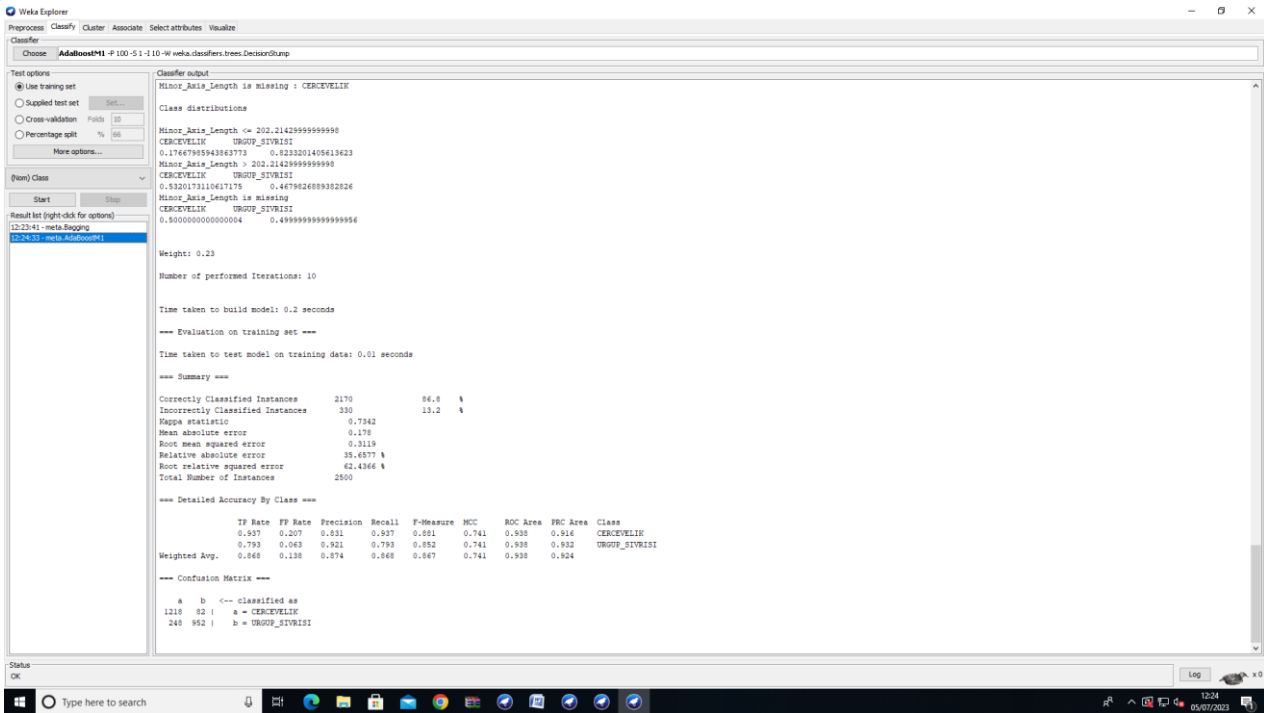 Weka Explorer
Preprocess Classify Cluster Associate Select attributes Visualize
Classifier
Choose AdaBoostM1 -P 100 -S 1 -I 10 -W weka.classifiers.trees.DecisionStump
Test options
Use training set
Supplied test set Set...
Cross-validation Folds 10
Percentage split % 66
More options...
(Nom) Class
Start Stop
Result list (right-click for options)
12:23:41 - meta.Bagging
12:24:33 - meta.AdaBoostM1
Classifier output
Minor_Axis_Length is missing : CERCEVELIK
Class distributions
Minor_Axis_Length <= 202.21429999999998
CERCEVELIK URGUP_SIVRISI
0.17667985943863773 0.8233201405613623
Minor_Axis_Length > 202.21429999999998
CERCEVELIK URGUP_SIVRISI
0.5320173110617175 0.4679826889382826
Minor_Axis_Length is missing
CERCEVELIK URGUP_SIVRISI
0.5000000000000004 0.49999999999999956
Weight: 0.23
Number of performed Iterations: 10
Time taken to build model: 0.2 seconds
=== Evaluation on training set ===
Time taken to test model on training data: 0.01 seconds
=== Summary ===
Correctly Classified Instances 2170 86.8 %
Incorrectly Classified Instances 330 13.2 %
Kappa statistic 0.7342
Mean absolute error 0.178
Root mean squared error 0.3119
Relative absolute error 35.6577 %
Root relative squared error 62.4366 %
Total Number of Instances 2500
=== Detailed Accuracy By Class ===
TP Rate FP Rate Precision Recall F-Measure MCC ROC Area PRC Area Class
0.937 0.207 0.831 0.937 0.881 0.741 0.938 0.916 CERCEVELIK
0.793 0.063 0.921 0.793 0.852 0.741 0.938 0.932 URGUP_SIVRISI
Weighted Avg. 0.868 0.138 0.874 0.868 0.867 0.741 0.938 0.924
=== Confusion Matrix ===
a b <-- classified as
1218 82 | a = CERCEVELIK
248 952 | b = URGUP_SIVRISI
Status
OK
Log x 0
Type here to search
12:24
05/07/2023